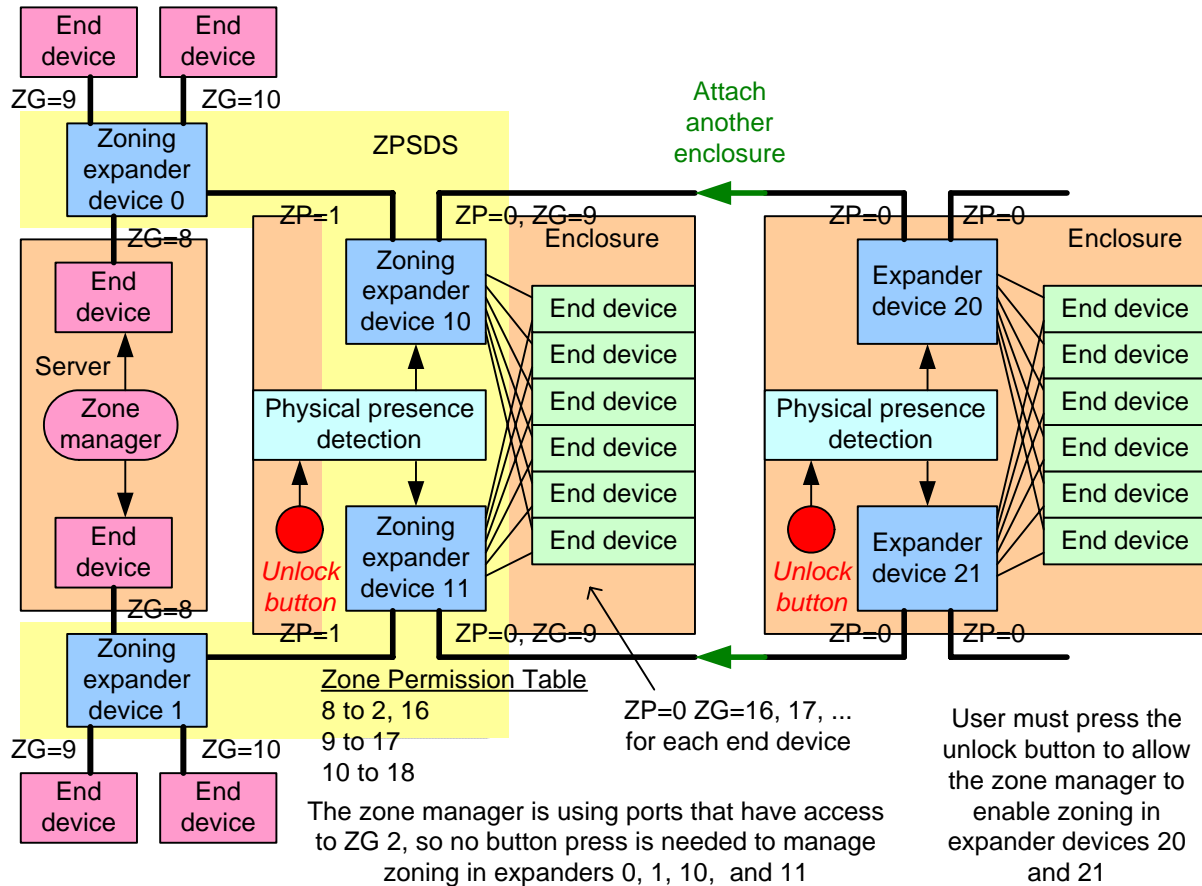 End
device
End
device
ZG=9
ZG=10
Zoning
expander
device 0
ZPSDS
Attach
another
enclosure
ZG=8
ZP=1
ZP=0, ZG=9
Enclosure
ZP=0
ZP=0
Enclosure
End
device
Server
Zone
manager
End
device
ZG=8
Zoning
expander
device 10
Physical presence
detection
Unlock
button
Zoning
expander
device 11
End device
End device
End device
End device
End device
End device
Expander
device 20
Physical presence
detection
Unlock
button
Expander
device 21
End device
End device
End device
End device
End device
End device
ZP=1
ZP=0, ZG=9
ZP=0
ZP=0
Zoning
expander
device 1
ZG=9
ZG=10
End
device
End
device
Zone Permission Table
8 to 2, 16
9 to 17
10 to 18
ZP=0 ZG=16, 17, ...
for each end device
The zone manager is using ports that have access
to ZG 2, so no button press is needed to manage
zoning in expanders 0, 1, 10, and 11
User must press the
unlock button to allow
the zone manager to
enable zoning in
expander devices 20
and 21